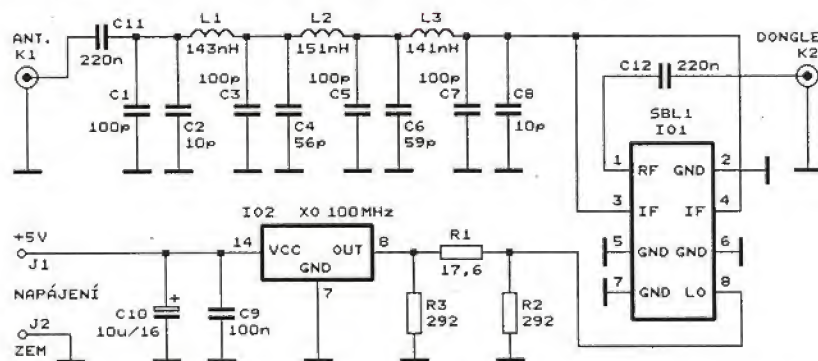 ANT.
K1
C11
220n
L1
143nH
L2
151nH
L3
141nH
DONGLE
K2
C12 220n
C1
100p
C2
10p
100p
C3
C4
56p
100p
C5
C6
59p
100p
C7
C8
10p
SBL1
IO1
1 RF GND 2
3 IF IF 4
5 GND GND 6
7 GND LO 8
+5V
J1
NAPÁJENÍ
J2
ZEM
C10
10u/16
+
C9
100n
IO2 XO 100MHz
14 VCC OUT 8
GND
7
R1
17,6
R3
292
R2
292